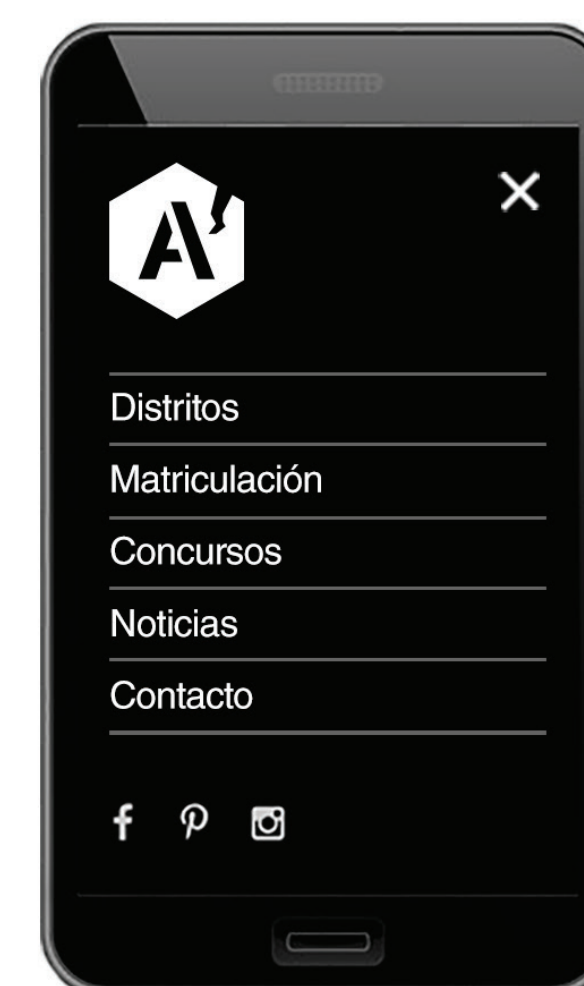 A'
Distritos
Matriculación
Concursos
Noticias
Contacto